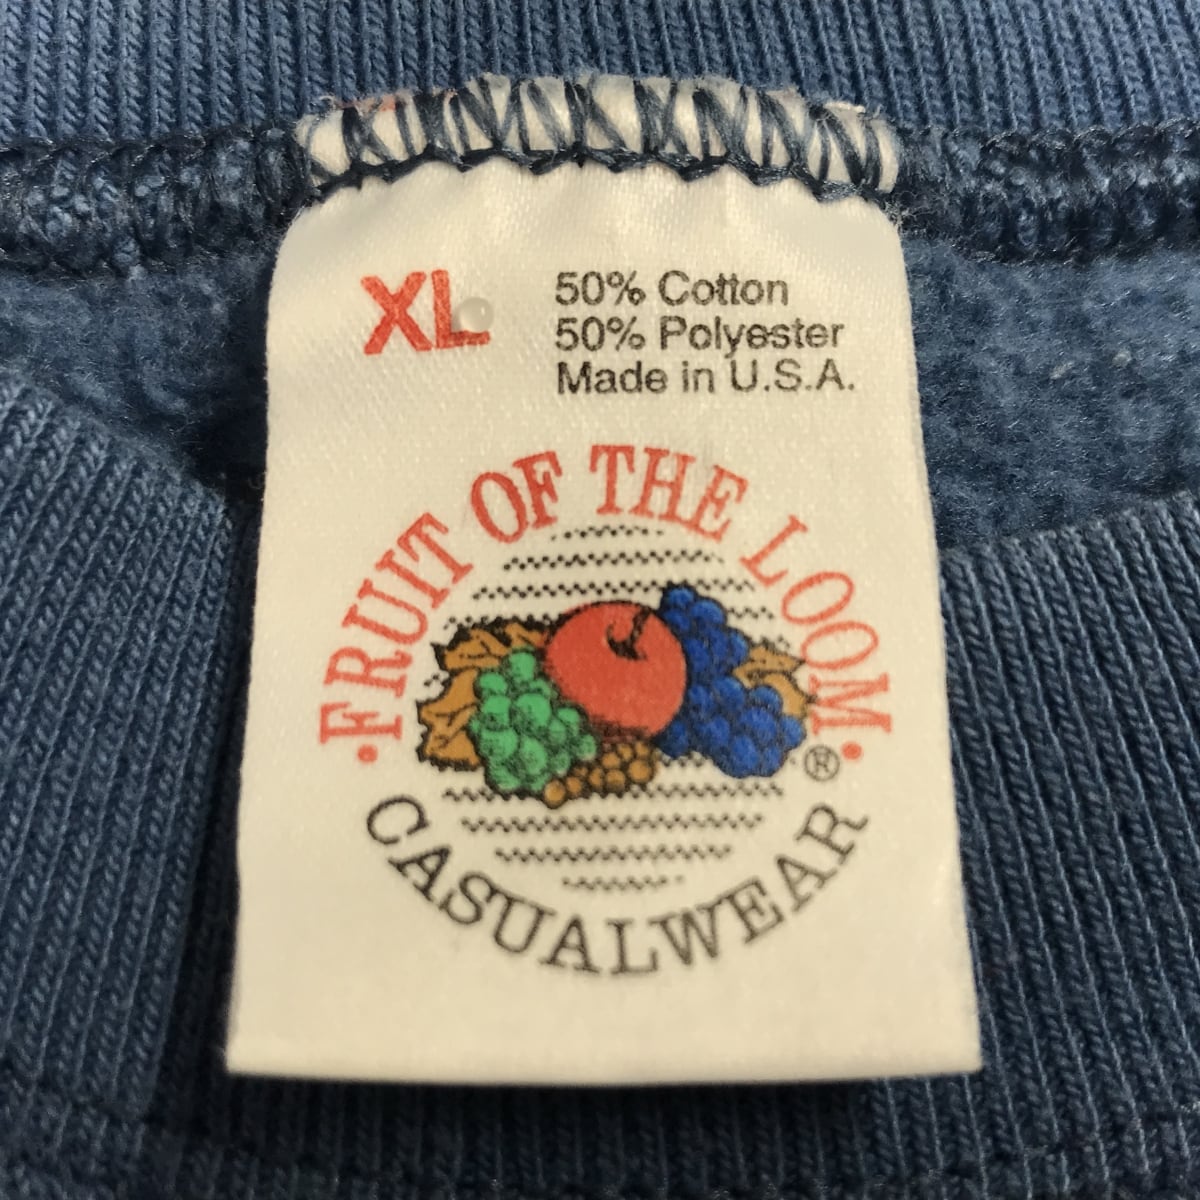 XL
50% Cotton
50% Polyester
Made in U.S.A.
·FRUIT OF THE LOOM·
®
CASUALWEAR